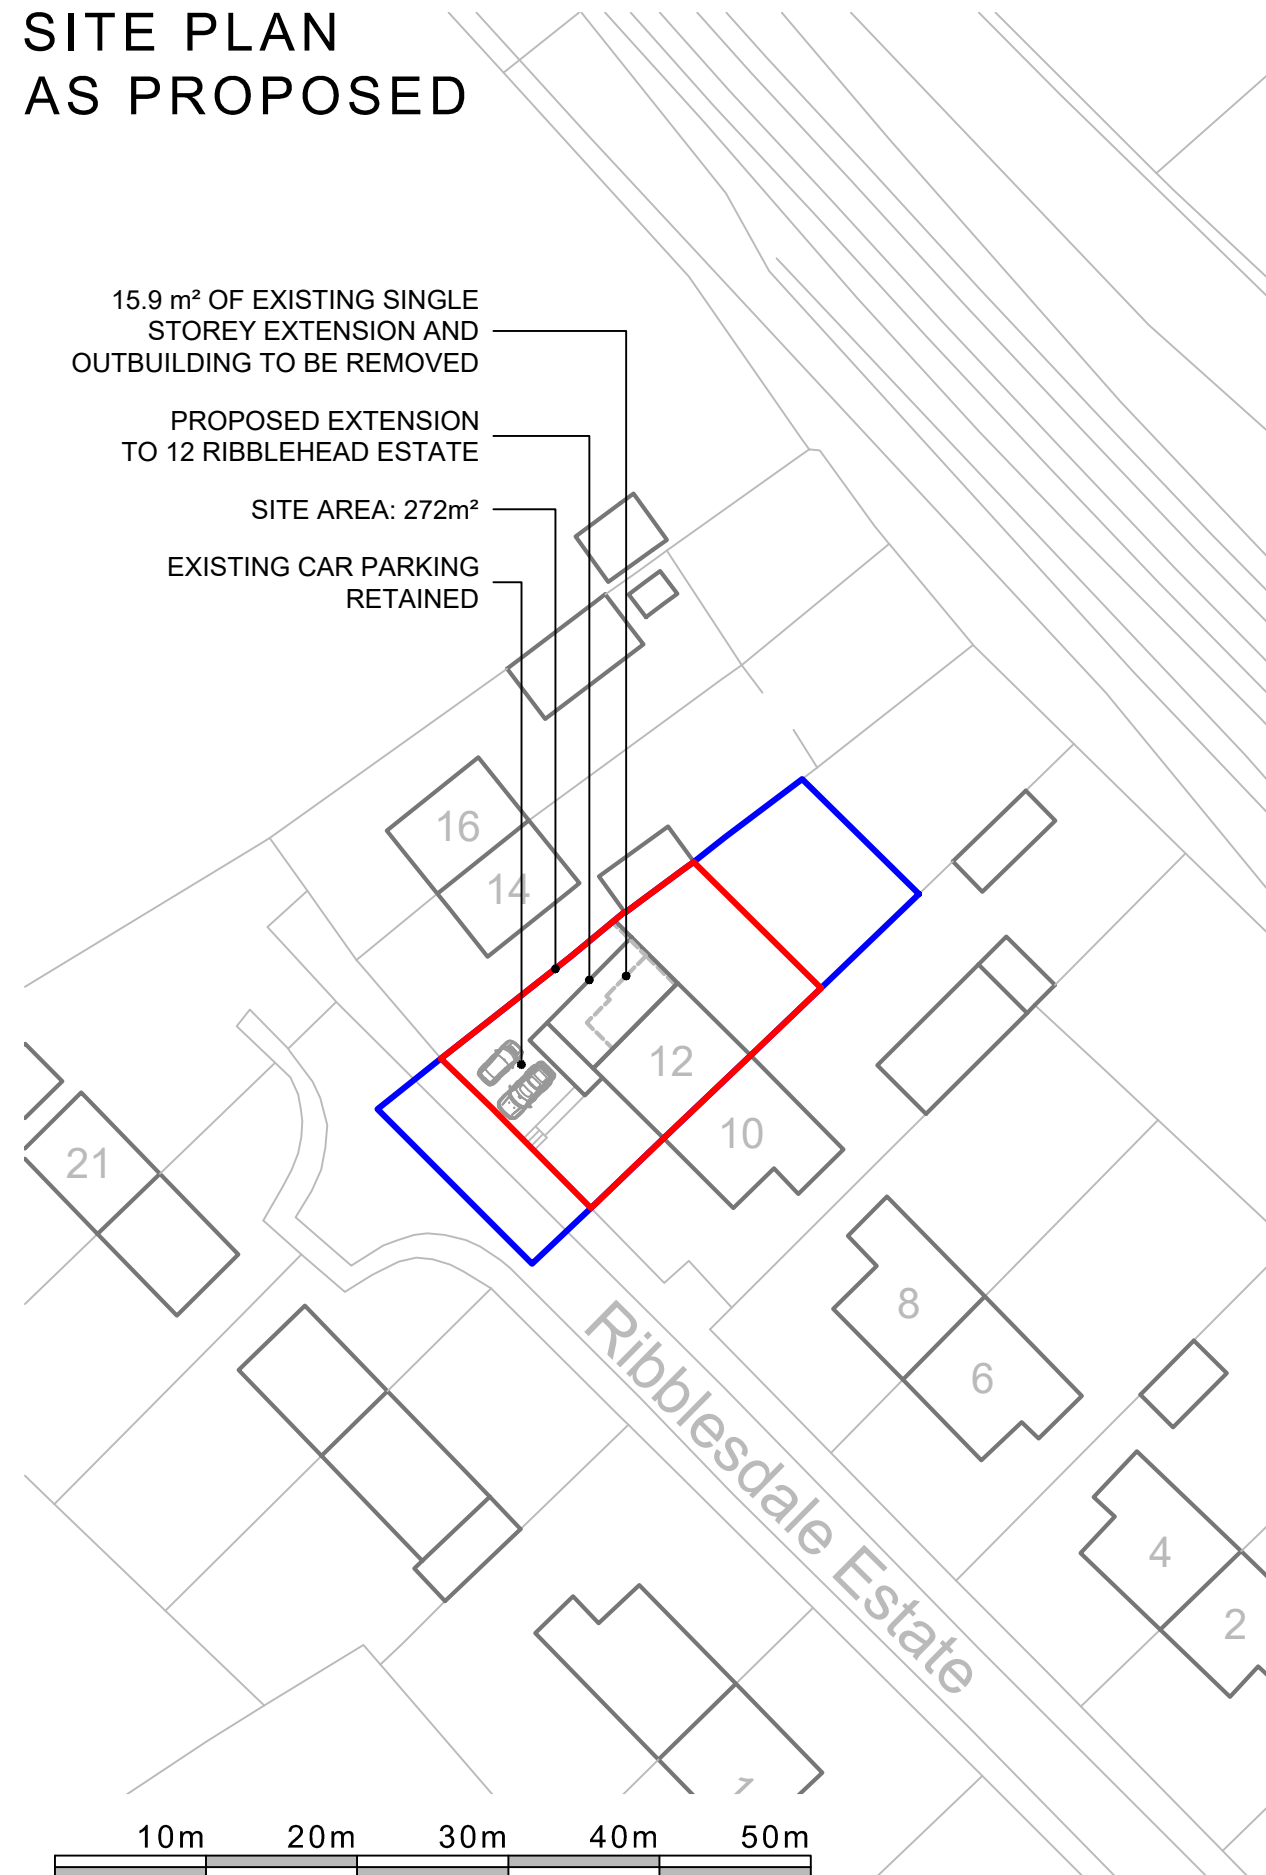 SITE PLAN
AS PROPOSED
15.9 m² OF EXISTING SINGLE
STOREY EXTENSION AND
OUTBUILDING TO BE REMOVED
PROPOSED EXTENSION
TO 12 RIBBLEHEAD ESTATE
SITE AREA: 272m²
EXISTING CAR PARKING
RETAINED
16
14
12
10
21
8
6
4
2
1
Ribblesdale Estate
10m 20m 30m 40m 50m